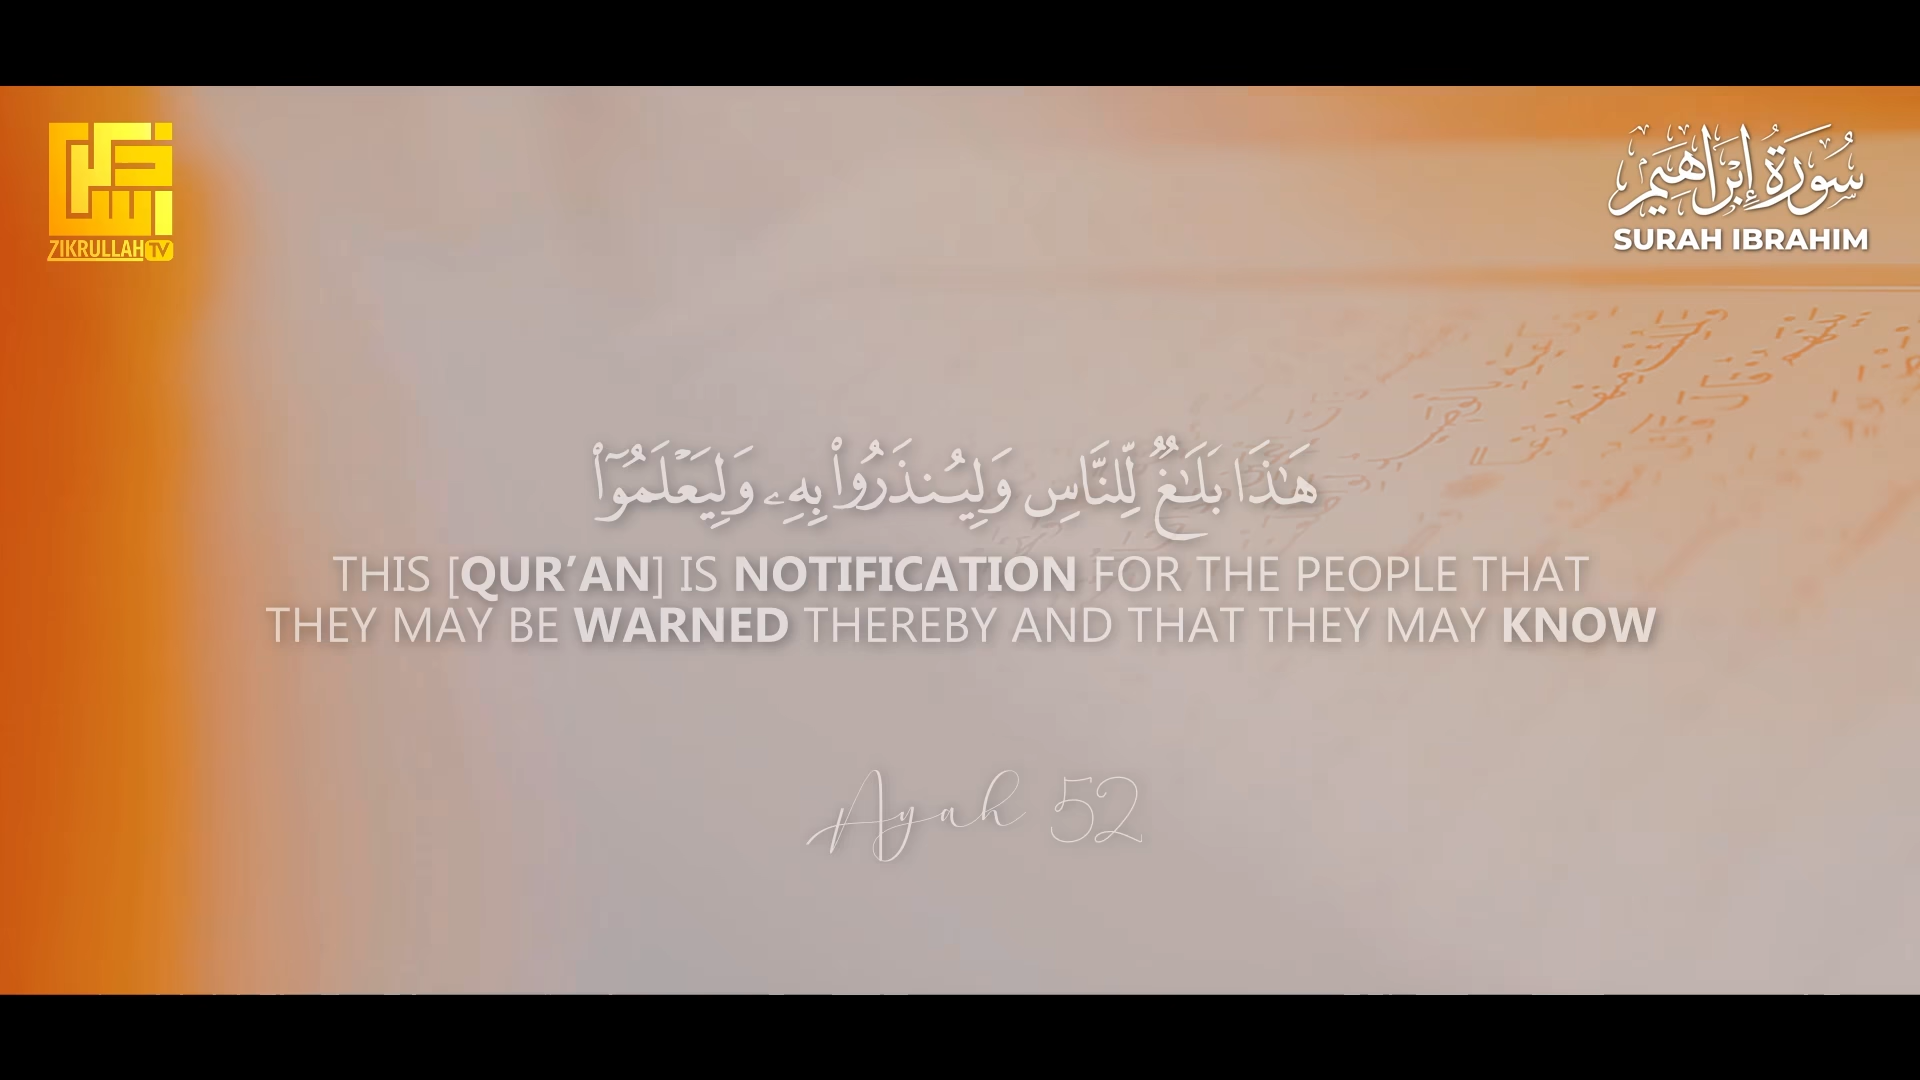 ZIKRULLAH TV
سُورَةُ إِبْرَاهِيم
SURAH IBRAHIM
هَـٰذَا بَلَـٰغٌ لِّلنَّاسِ وَلِيُنذَرُوا۟ بِهِۦ وَلِيَعْلَمُوٓا۟
THIS [QUR’AN] IS NOTIFICATION FOR THE PEOPLE THAT
THEY MAY BE WARNED THEREBY AND THAT THEY MAY KNOW
Ayah 52